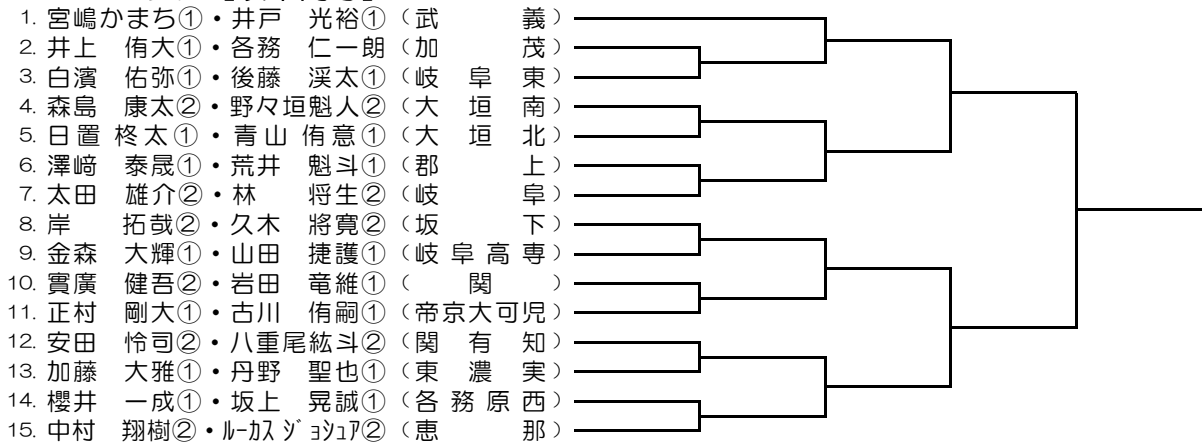 1. 宮嶋かまち①・井戸 光裕① (武 義)
2. 井上 侑大①・各務 仁一朗 (加 茂)
3. 白濱 佑弥①・後藤 渓太① (岐 阜 東)
4. 森島 康太②・野々垣魁人② (大 垣 南)
5. 日置 柊太①・青山 侑意① (大 垣 北)
6. 澤﨑 泰晟①・荒井 魁斗① (郡 上)
7. 太田 雄介②・林 将生② (岐 阜)
8. 岸 拓哉②・久木 將寛② (坂 下)
9. 金森 大輝①・山田 捷護① (岐 阜 高 専)
10. 實廣 健吾②・岩田 竜維① (関)
11. 正村 剛大①・古川 侑嗣① (帝京大可児)
12. 安田 怜司②・八重尾紘斗② (関 有 知)
13. 加藤 大雅①・丹野 聖也① (東 濃 実)
14. 櫻井 一成①・坂上 晃誠① (各 務 原 西)
15. 中村 翔樹②・ルーカス ジョシュア② (恵 那)